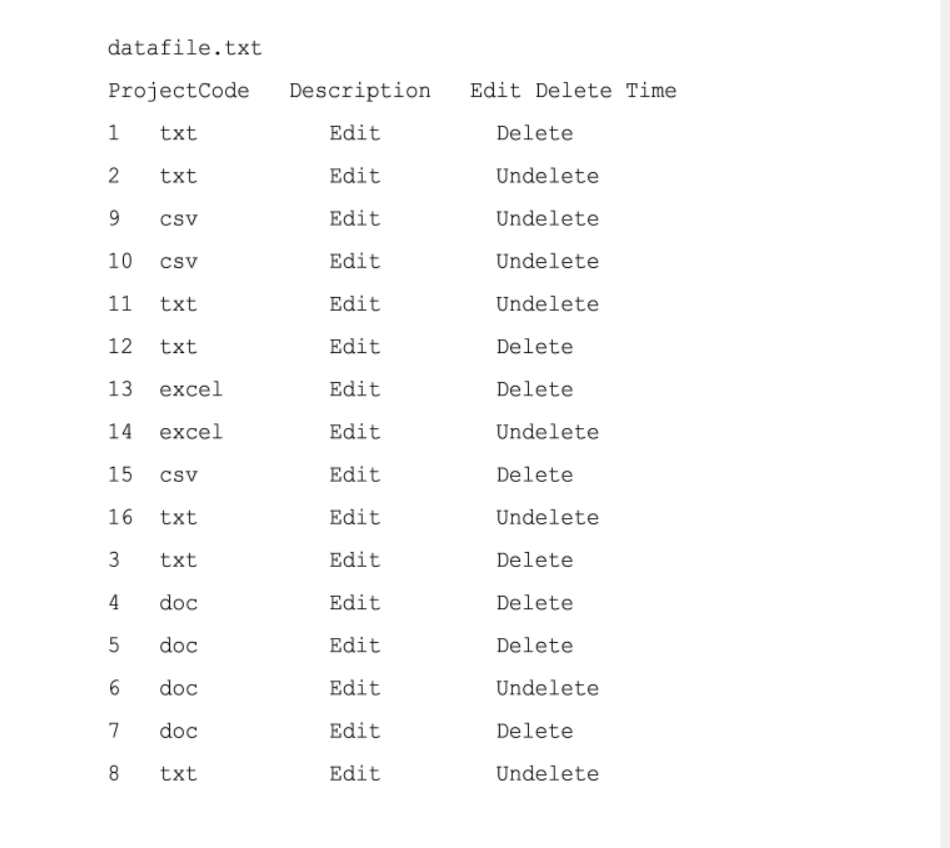 datafile.txt
ProjectCode Description Edit Delete Time
1 txt Edit Delete
2 txt Edit Undelete
9 csv Edit Undelete
10 csv Edit Undelete
11 txt Edit Undelete
12 txt Edit Delete
13 excel Edit Delete
14 excel Edit Undelete
15 csv Edit Delete
16 txt Edit Undelete
3 txt Edit Delete
4 doc Edit Delete
5 doc Edit Delete
6 doc Edit Undelete
7 doc Edit Delete
8 txt Edit Undelete